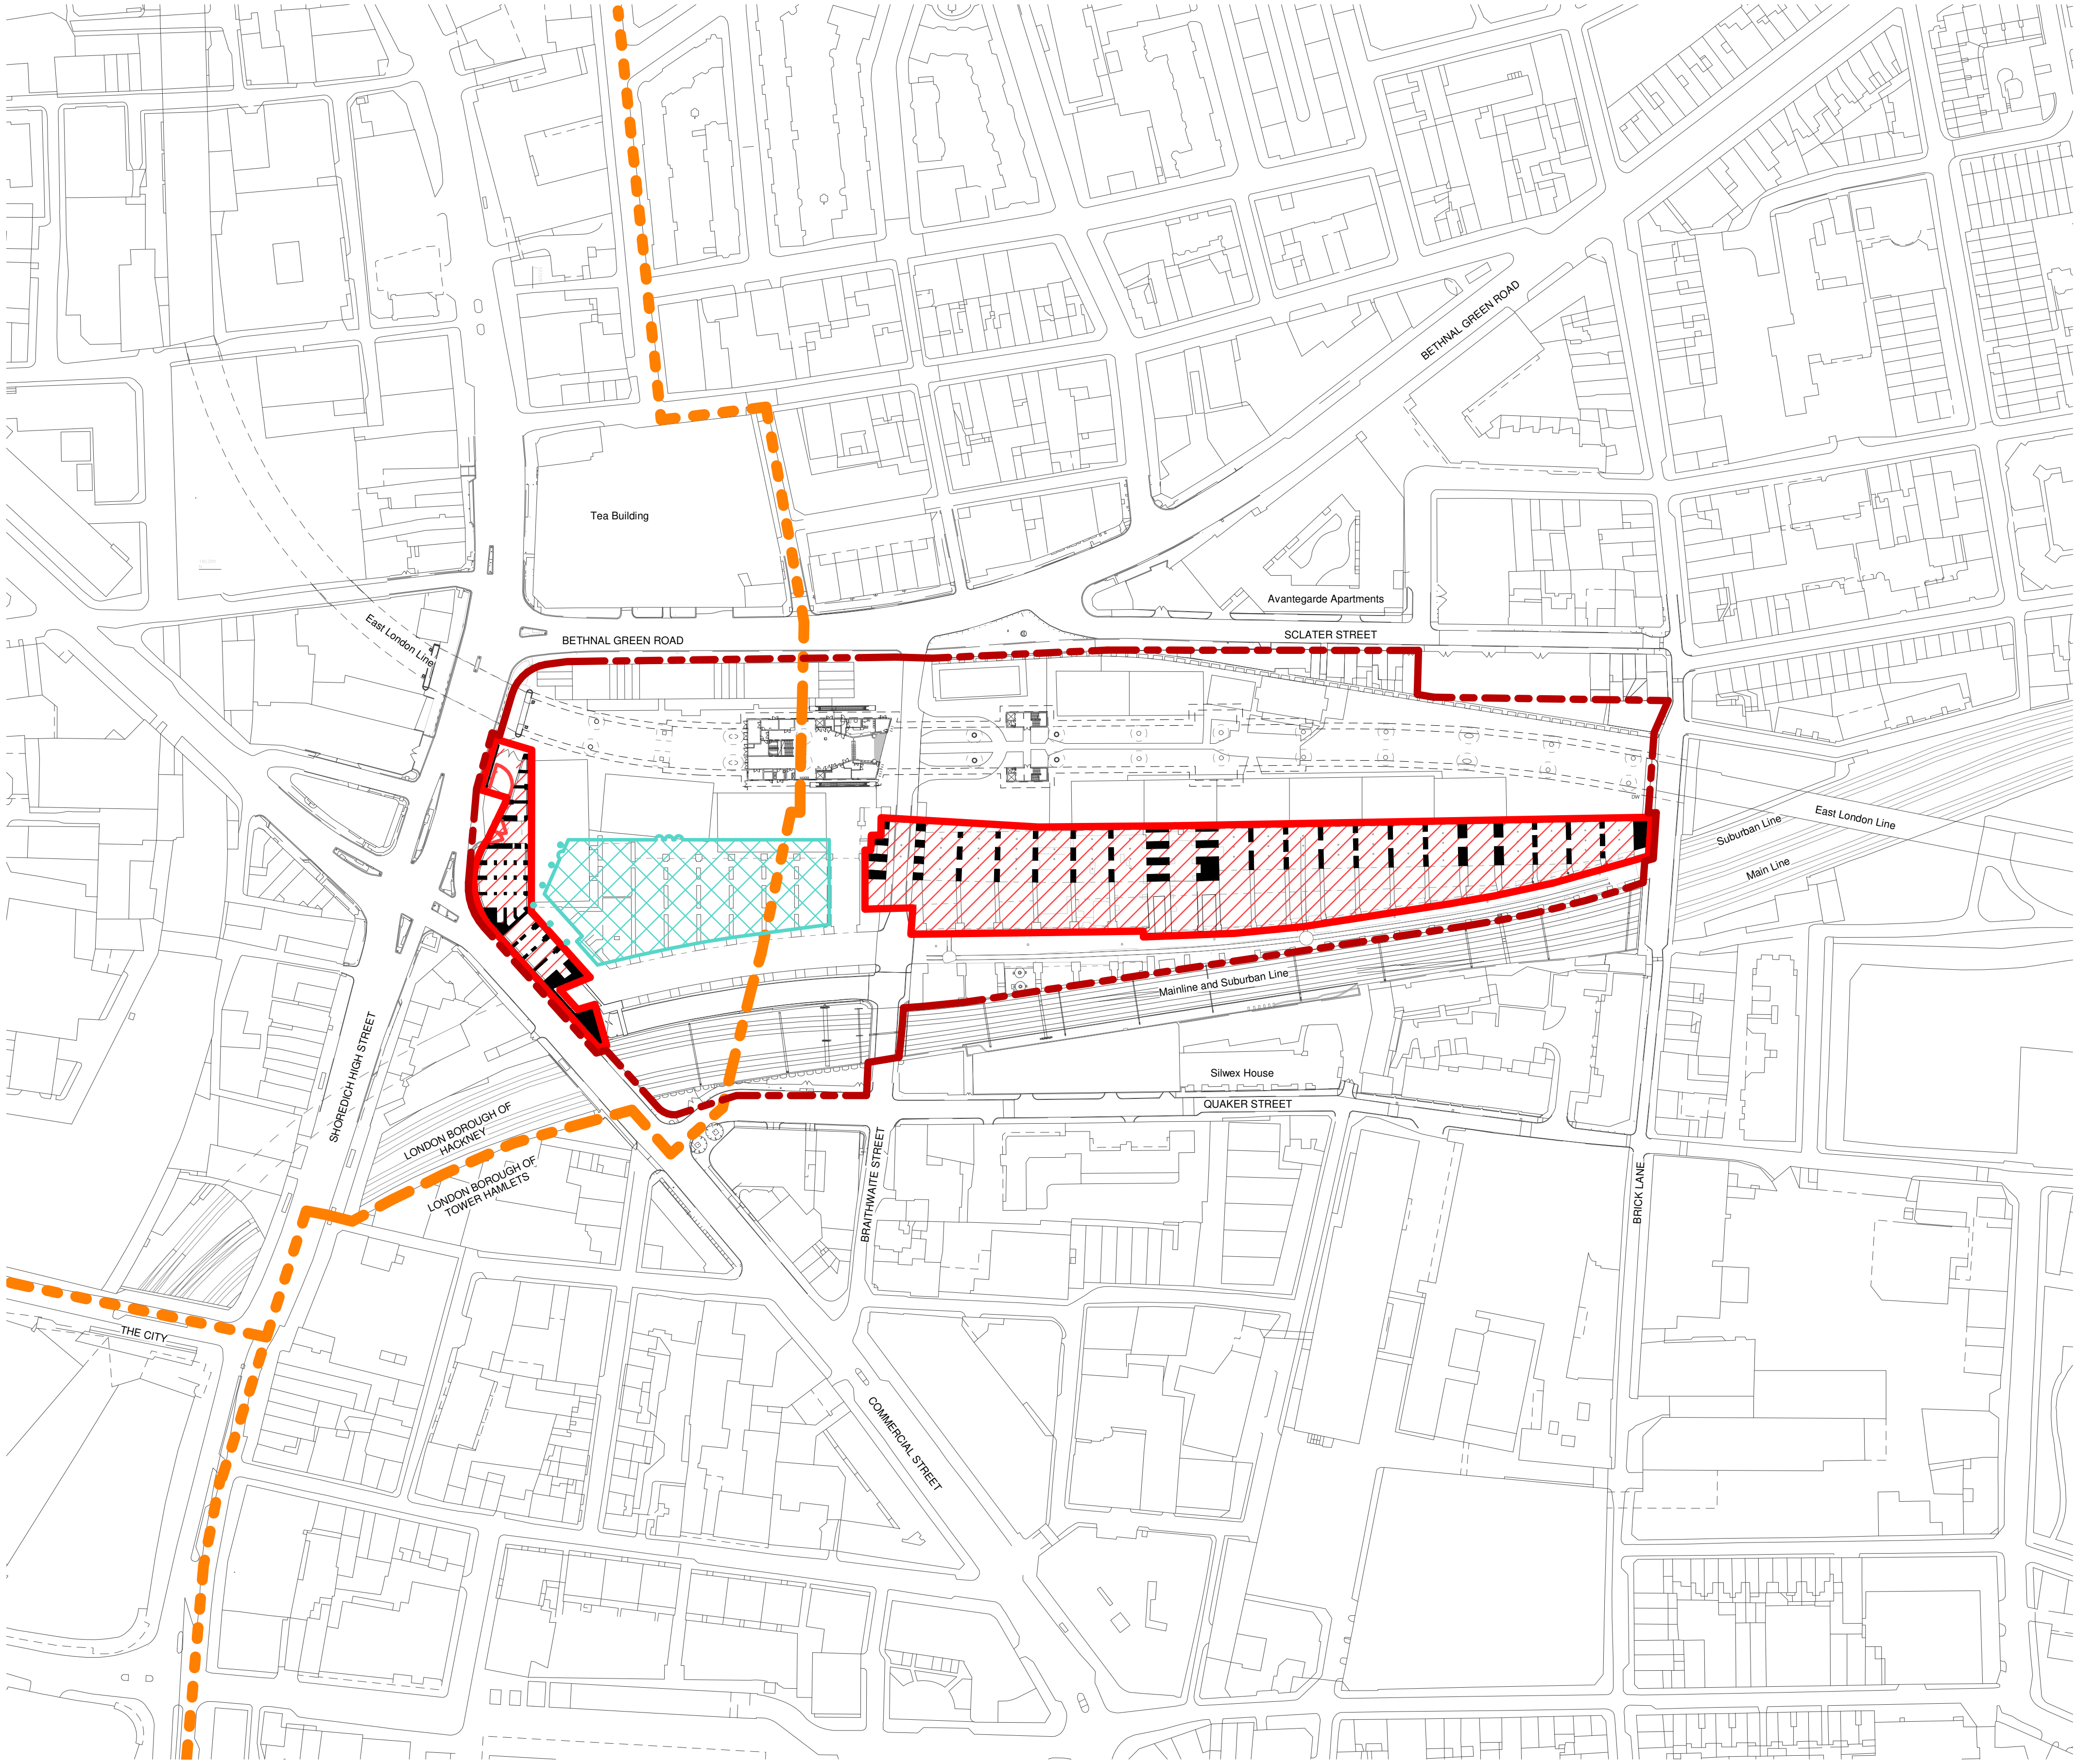 BETHNAL GREEN ROAD
Tea Building
Avantegarde Apartments
East London Line
BETHNAL GREEN ROAD
SCLATER STREET
DW
East London Line
Suburban Line
Main Line
Mainline and Suburban Line
SHOREDICH HIGH STREET
Silwex House
QUAKER STREET
LONDON BOROUGH OF
HACKNEY
LONDON BOROUGH OF
TOWER HAMLETS
BRAITHWAITE STREET
BRICK LANE
THE CITY
COMMERCIAL STREET